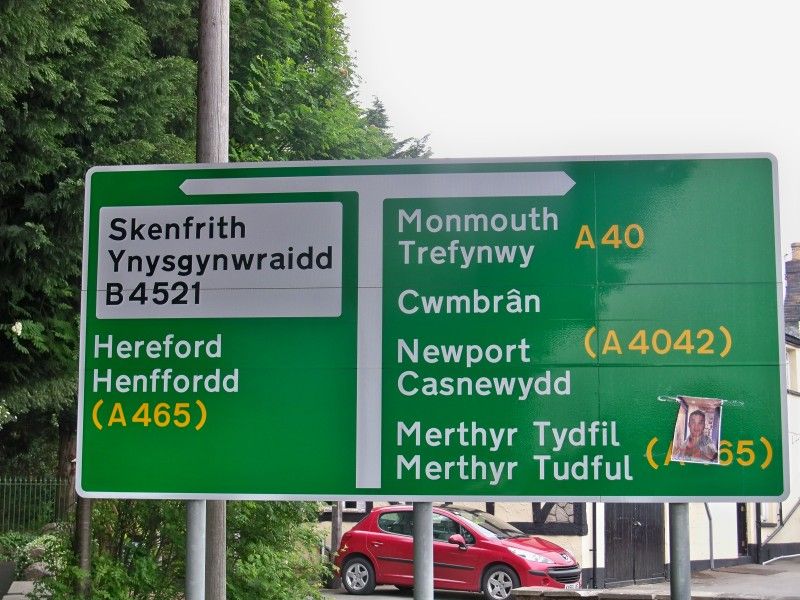 Skenfrith
Ynysgynwraidd
B4521
Hereford
Henffordd
(A465)
Monmouth
Trefynwy
A40
Cwmbrân
Newport
Casnewydd
(A4042)
Merthyr Tydfil
Merthyr Tudful